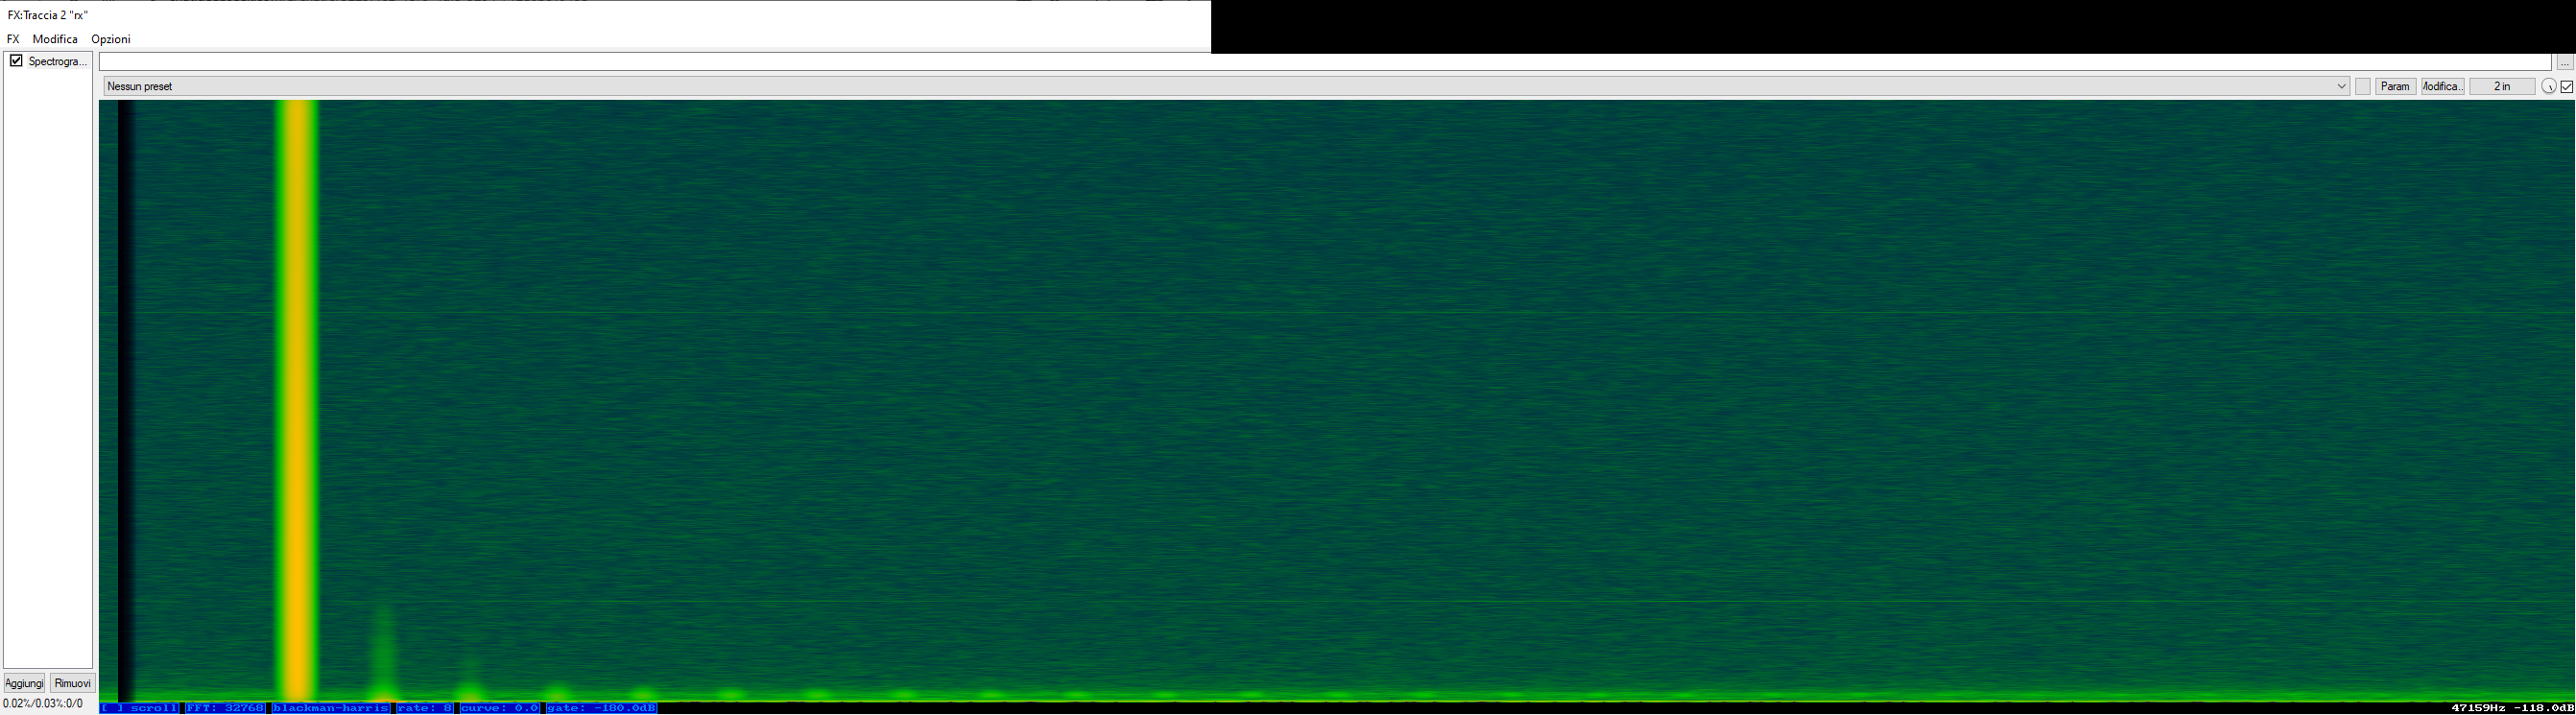 FX:Traccia 2 "rx"
FX Modifica Opzioni
Spectrogra...
...
Nessun preset Param Modifica.. 2 in
Aggiungi Rimuovi
0.02%/0.03%:0/0
[ ] scroll FFT: 32768 blackman-harris rate: 8 curve: 0.0 gate: -180.0dB 47159Hz -118.0dB